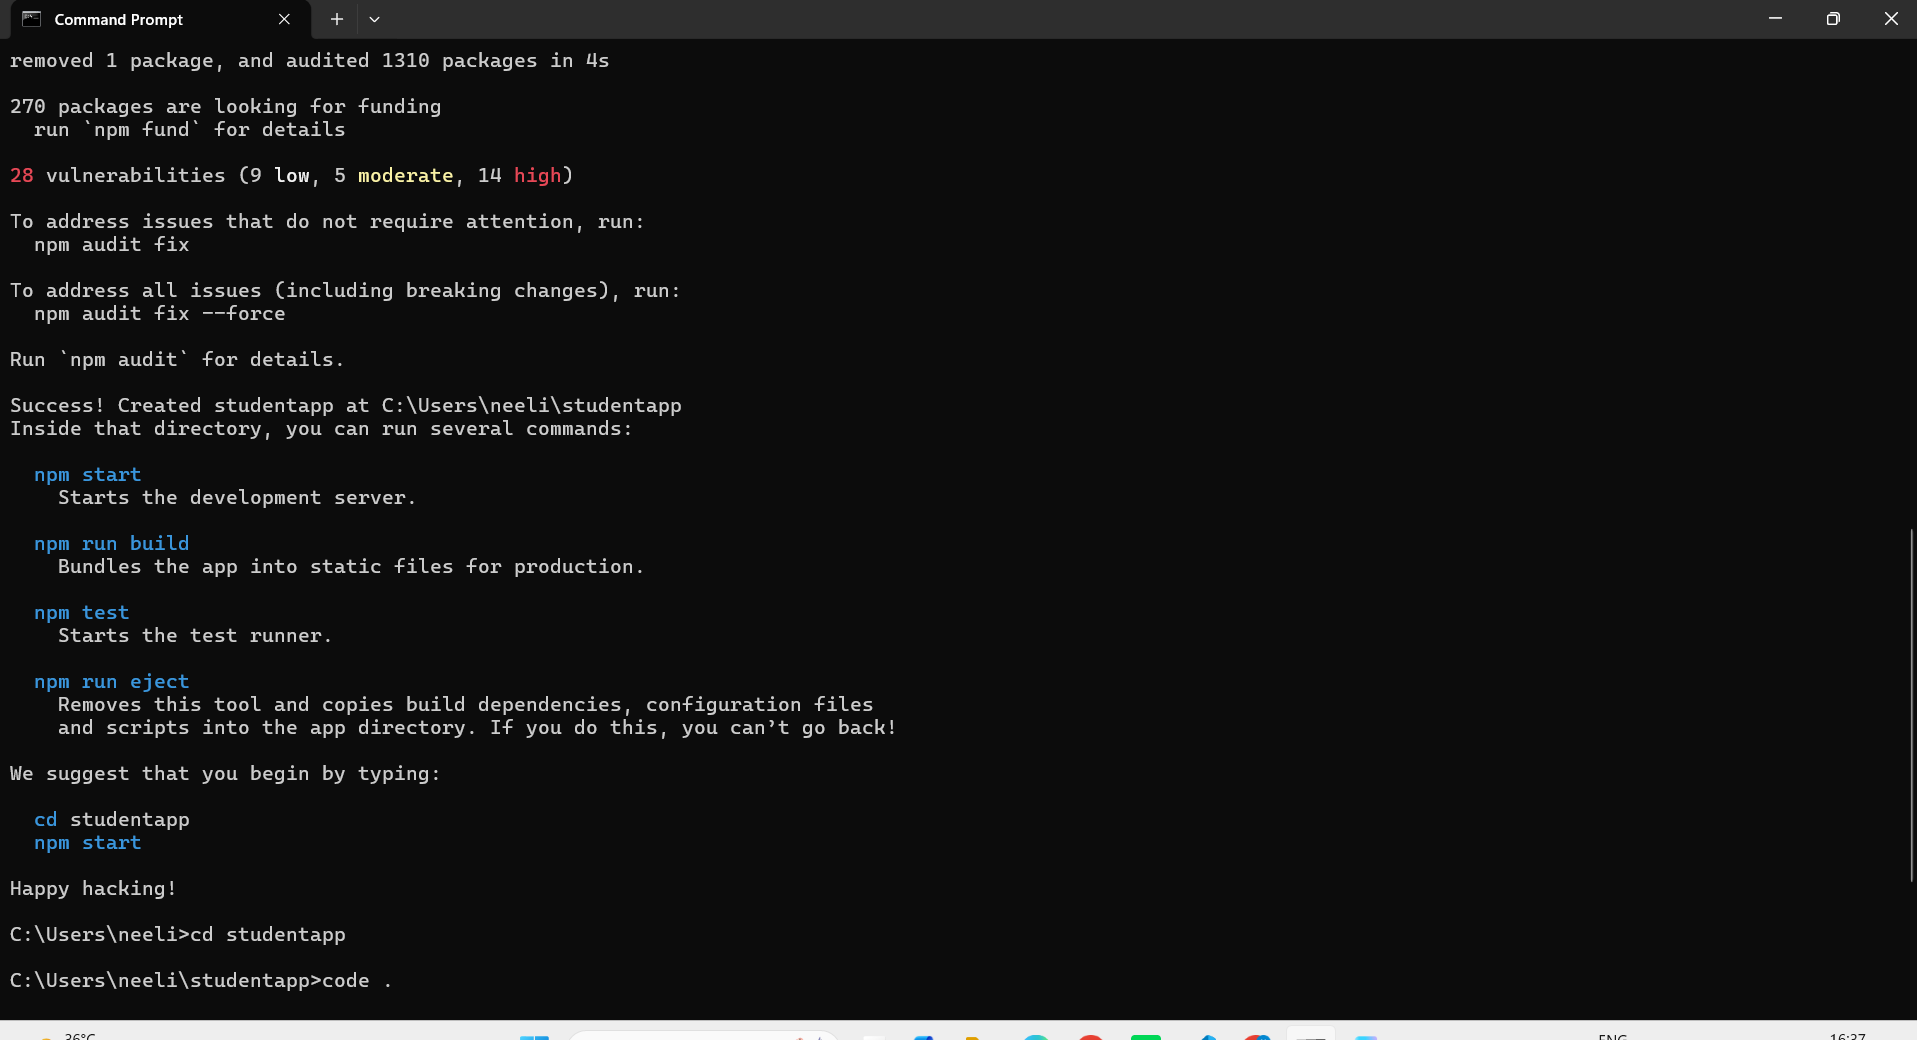 Command Prompt
removed 1 package, and audited 1310 packages in 4s
270 packages are looking for funding
run `npm fund` for details
28 vulnerabilities (9 low, 5 moderate, 14 high)
To address issues that do not require attention, run:
npm audit fix
To address all issues (including breaking changes), run:
npm audit fix --force
Run `npm audit` for details.
Success! Created studentapp at C:\Users\neeli\studentapp
Inside that directory, you can run several commands:
npm start
Starts the development server.
npm run build
Bundles the app into static files for production.
npm test
Starts the test runner.
npm run eject
Removes this tool and copies build dependencies, configuration files
and scripts into the app directory. If you do this, you can’t go back!
We suggest that you begin by typing:
cd studentapp
npm start
Happy hacking!
C:\Users\neeli>cd studentapp
C:\Users\neeli\studentapp>code .
36°C
ENG
16:37